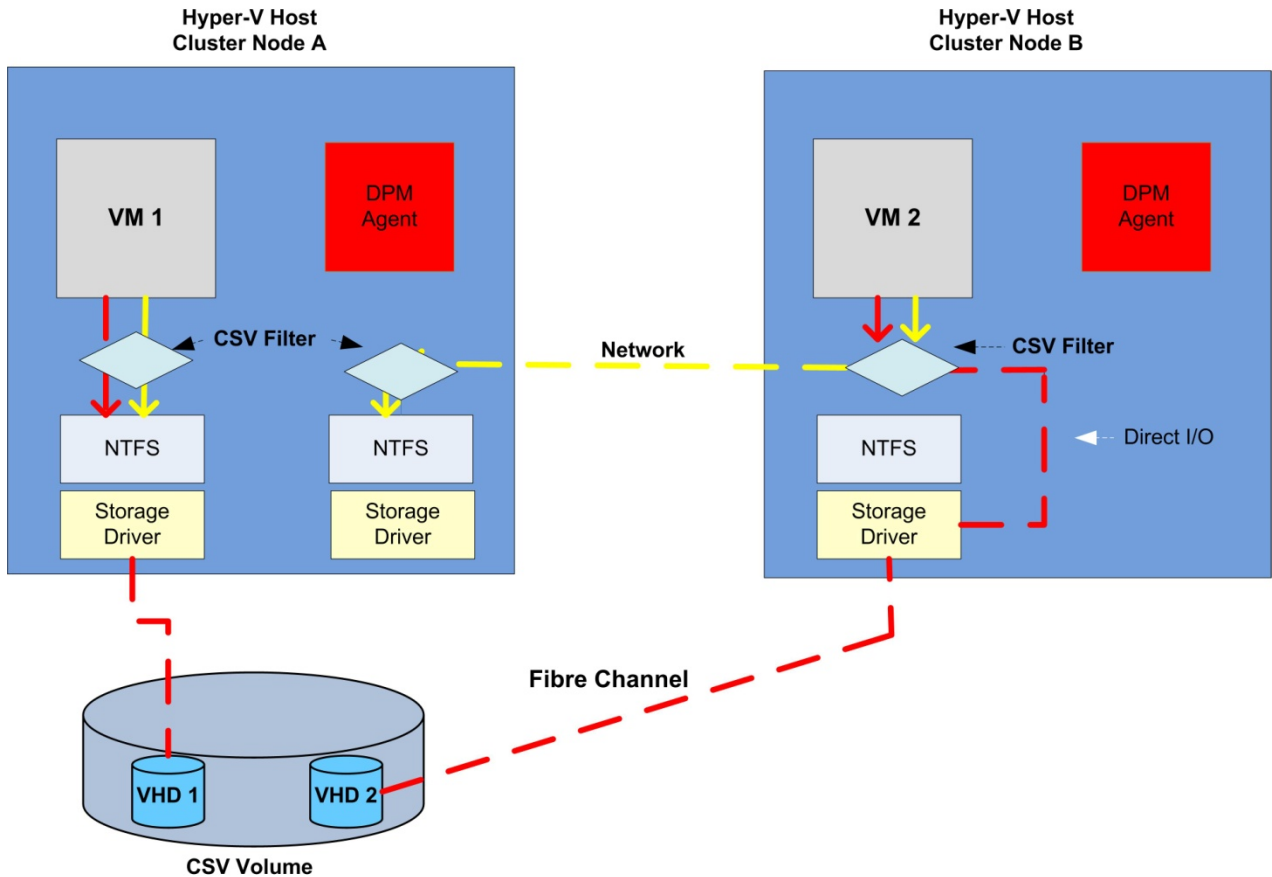 Hyper-V Host
Cluster Node A
Hyper-V Host
Cluster Node B
VM 1
DPM
Agent
VM 2
DPM
Agent
CSV Filter
Network
CSV Filter
NTFS
NTFS
NTFS
Direct I/O
Storage
Driver
Storage
Driver
Storage
Driver
Fibre Channel
VHD 1
VHD 2
CSV Volume